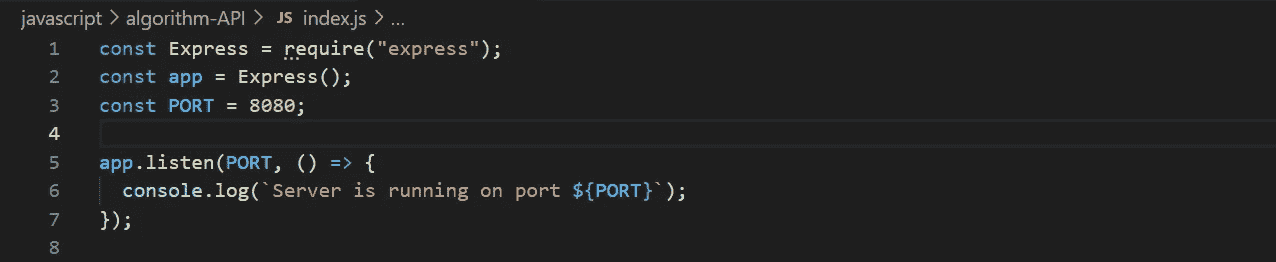 javascript > algorithm-API > JS index.js > ...
1 const Express = require("express");
2 const app = Express();
3 const PORT = 8080;
4
5 app.listen(PORT, () => {
6 console.log(`Server is running on port ${PORT}`);
7 });
8